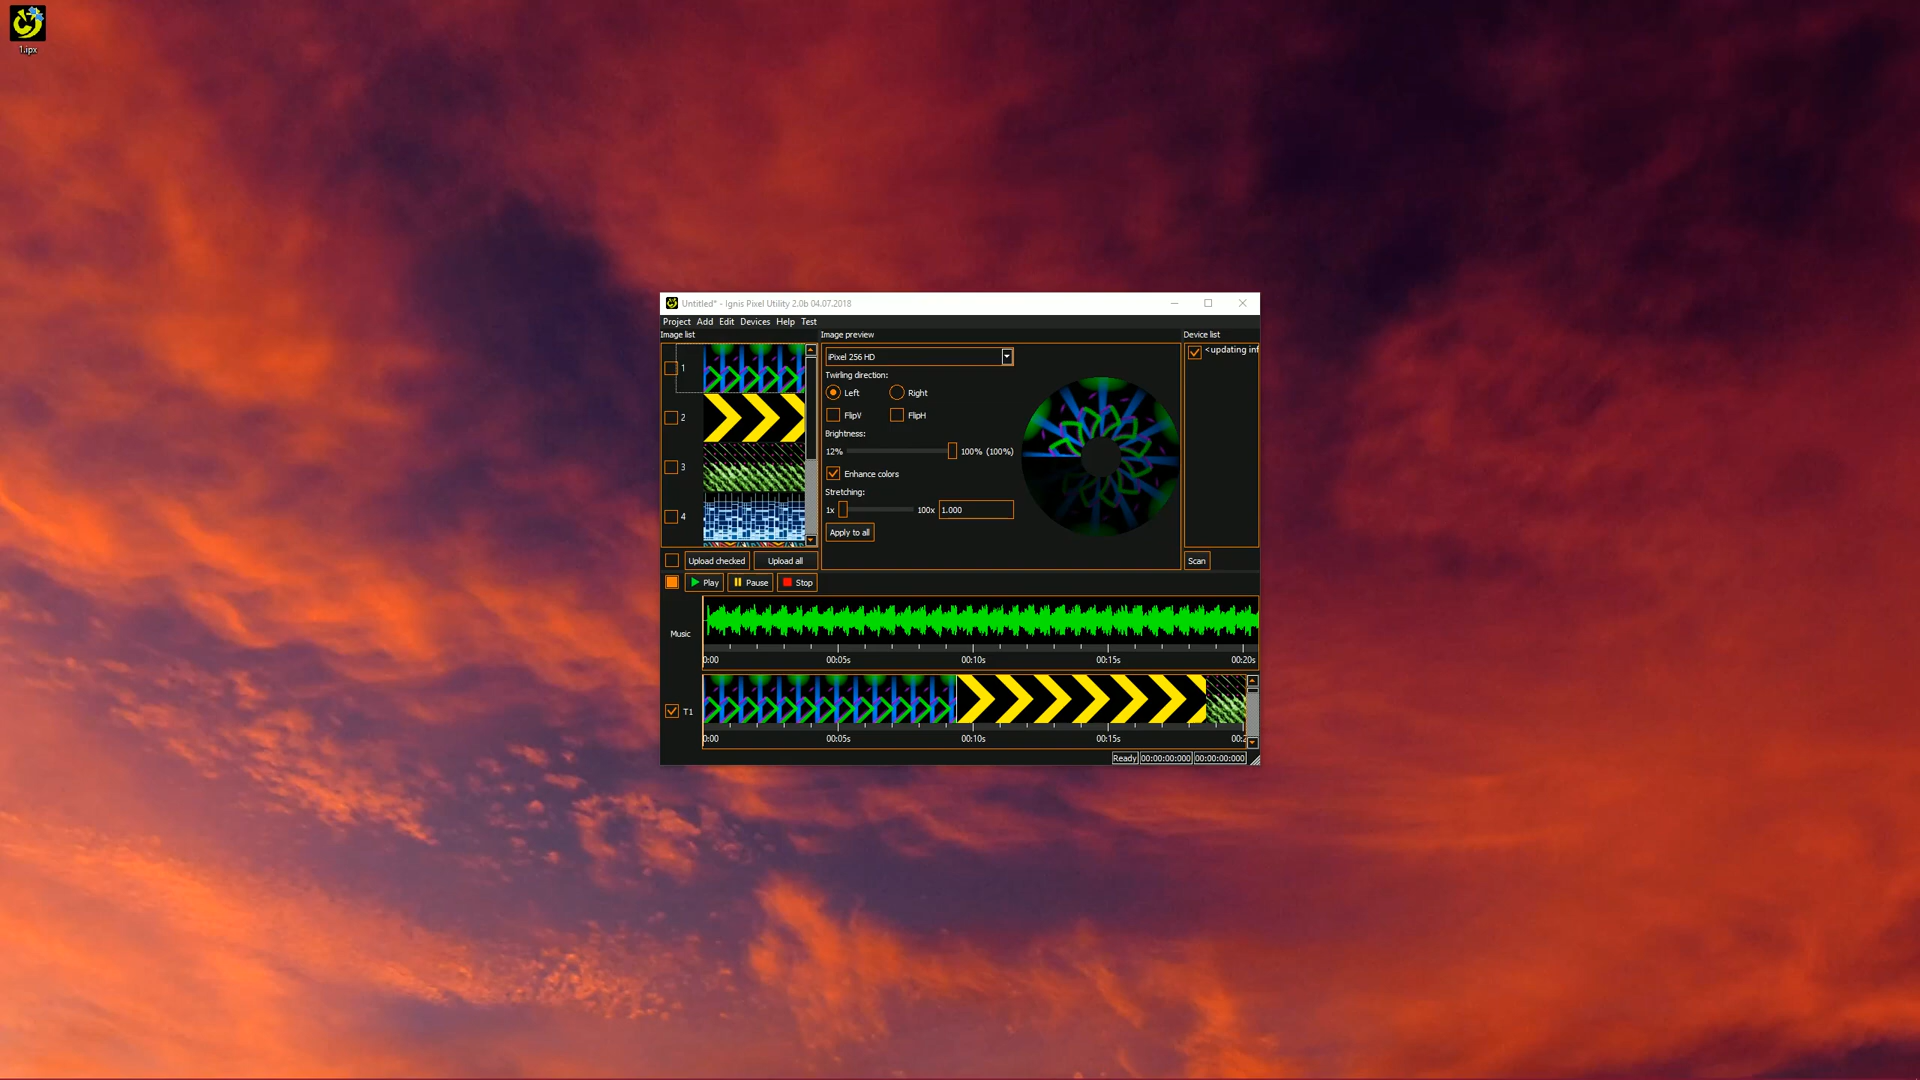 1.ipx
Untitled* - Ignis Pixel Utility 2.0b 04.07.2018
Project Add Edit Devices Help Test
Image list
Image preview
Device list
1
2
3
4
iPixel 256 HD
Twirling direction:
Left Right
FlipV FlipH
Brightness:
12% 100% (100%)
Enhance colors
Stretching:
1x 100x 1.000
Apply to all
<updating inf
Upload checked Upload all
Scan
Play Pause Stop
Music
0:00 00:05s 00:10s 00:15s 00:20s
T1
0:00 00:05s 00:10s 00:15s 00:2
Ready 00:00:00:000 00:00:00:000